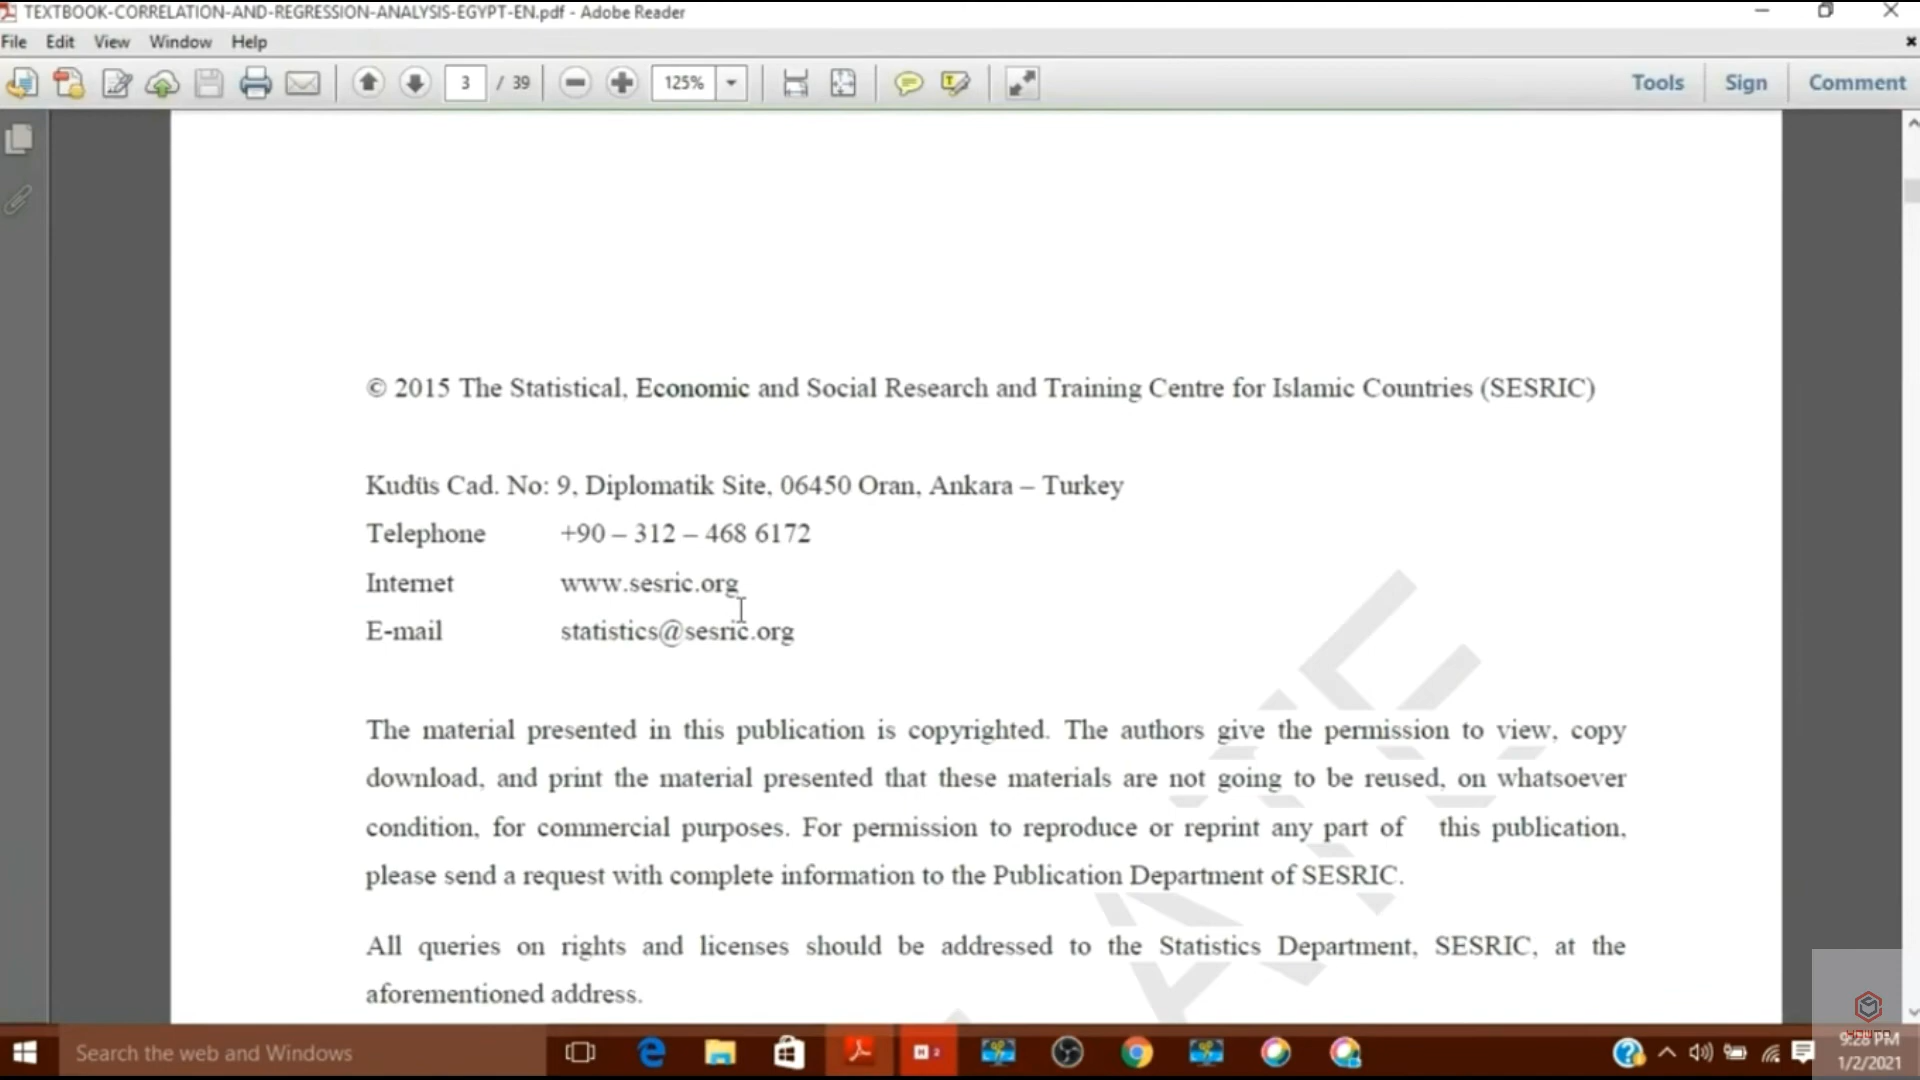 TEXTBOOK-CORRELATION-AND-REGRESSION-ANALYSIS-EGYPT-EN.pdf - Adobe Reader
File Edit View Window Help
3 / 39 125% Tools Sign Comment
© 2015 The Statistical, Economic and Social Research and Training Centre for Islamic Countries (SESRIC)
Kudüs Cad. No: 9, Diplomatik Site, 06450 Oran, Ankara – Turkey
Telephone +90 – 312 – 468 6172
Internet www.sesric.org
E-mail statistics@sesric.org
The material presented in this publication is copyrighted. The authors give the permission to view, copy
download, and print the material presented that these materials are not going to be reused, on whatsoever
condition, for commercial purposes. For permission to reproduce or reprint any part of this publication,
please send a request with complete information to the Publication Department of SESRIC.
All queries on rights and licenses should be addressed to the Statistics Department, SESRIC, at the
aforementioned address.
Search the web and Windows
9:28 PM
1/2/2021